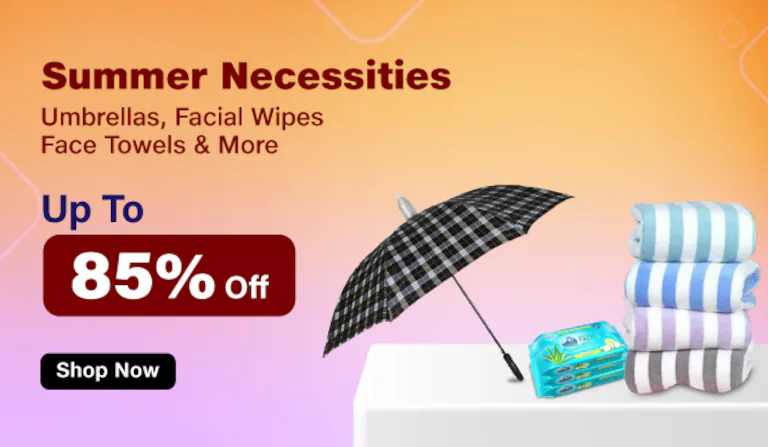 Summer Necessities
Umbrellas, Facial Wipes
Face Towels & More
Up To
85% Off
Shop Now